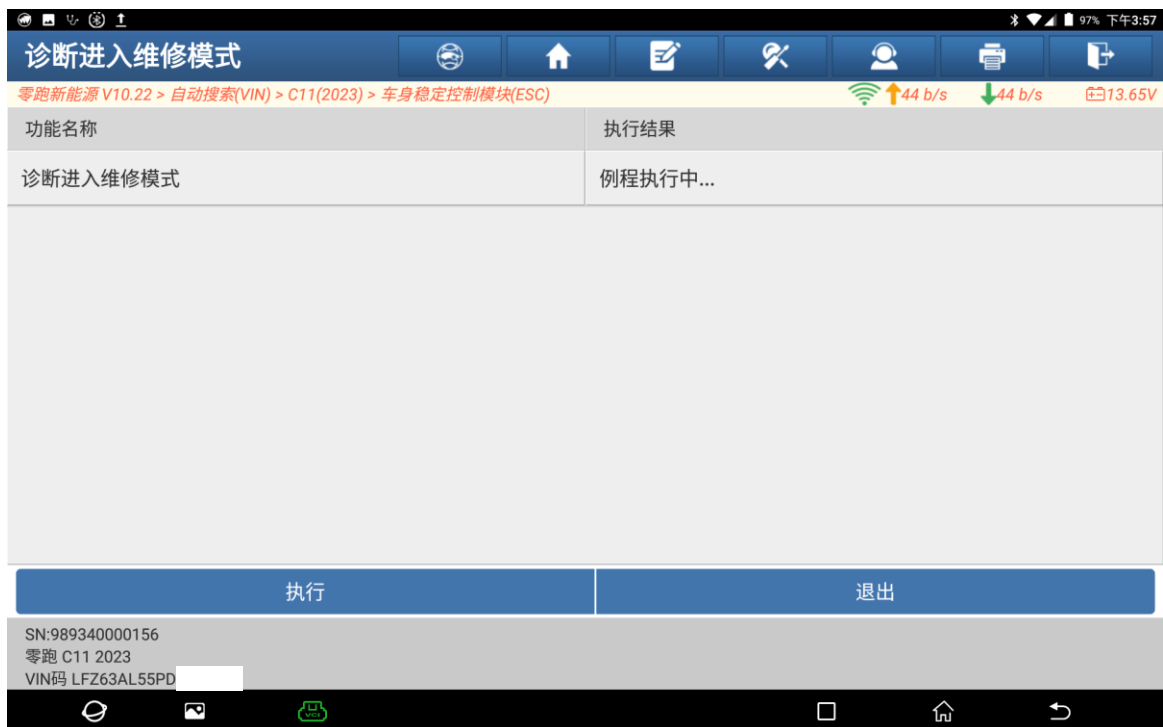 97% 下午3:57
诊断进入维修模式
零跑新能源 V10.22 > 自动搜索(VIN) > C11(2023) > 车身稳定控制模块(ESC) 44 b/s 44 b/s 13.65V
功能名称 执行结果
诊断进入维修模式 例程执行中...
执行 退出
SN:989340000156
零跑 C11 2023
VIN码 LFZ63AL55PD
VCI